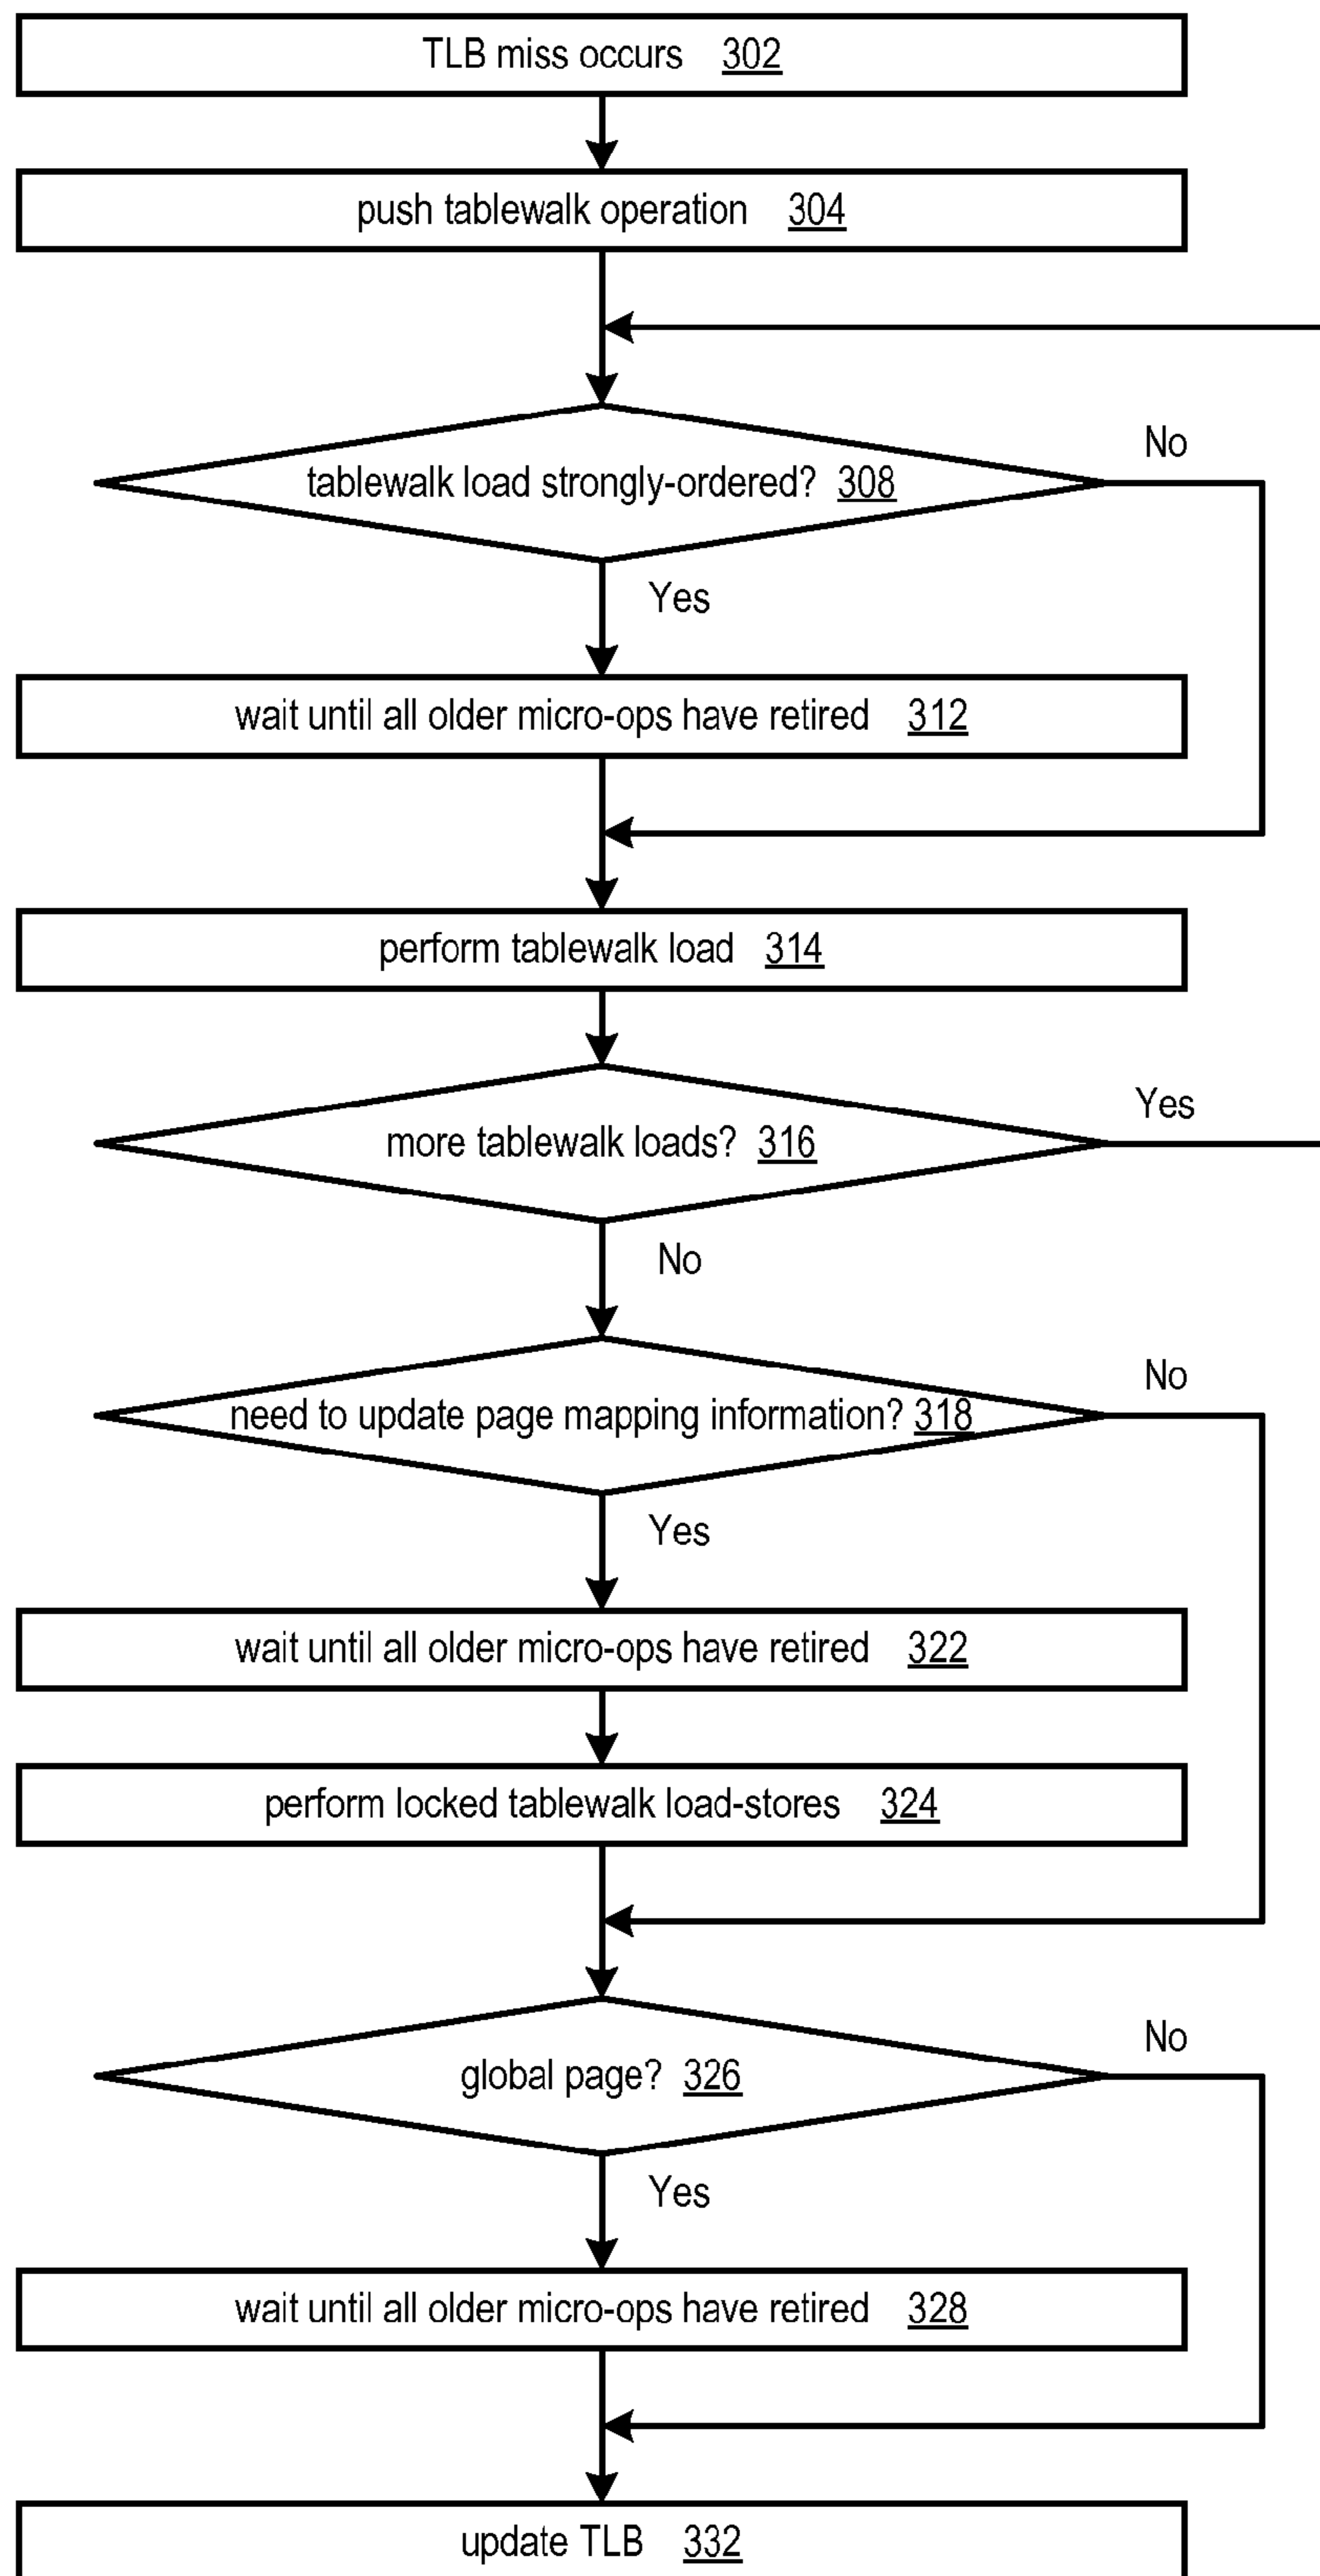 TLB miss occurs 302
push tablewalk operation 304
No
tablewalk load strongly-ordered? 308
Yes
wait until all older micro-ops have retired 312
perform tablewalk load 314
Yes
more tablewalk loads? 316
No
No
need to update page mapping information? 318
Yes
wait until all older micro-ops have retired 322
perform locked tablewalk load-stores 324
No
global page? 326
Yes
wait until all older micro-ops have retired 328
update TLB 332